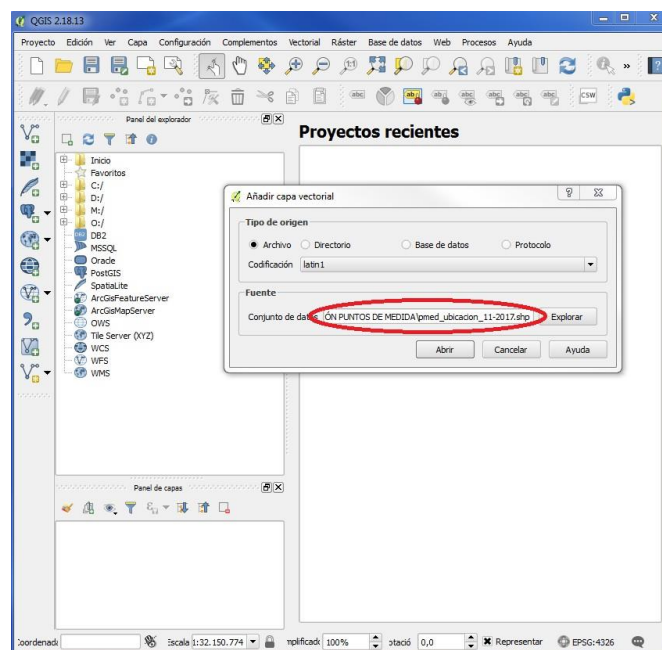 QGIS 2.18.13
Proyecto Edición Ver Capa Configuración Complementos Vectorial Ráster Base de datos Web Procesos Ayuda
Panel del explorador
Proyectos recientes
Inicio
Favoritos
C:/
D:/
M:/
O:/
DB2
MSSQL
Oracle
PostGIS
SpatiaLite
ArcGisFeatureServer
ArcGisMapServer
OWS
Tile Server (XYZ)
WCS
WFS
WMS
Añadir capa vectorial
Tipo de origen
Archivo Directorio Base de datos Protocolo
Codificación latin1
Fuente
Conjunto de datos ÓN PUNTOS DE MEDIDA\pmed_ubicacion_11-2017.shp Explorar
Abrir Cancelar Ayuda
Panel de capas
Escala 1:32.150.774 100% 0,0 Representar EPSG:4326